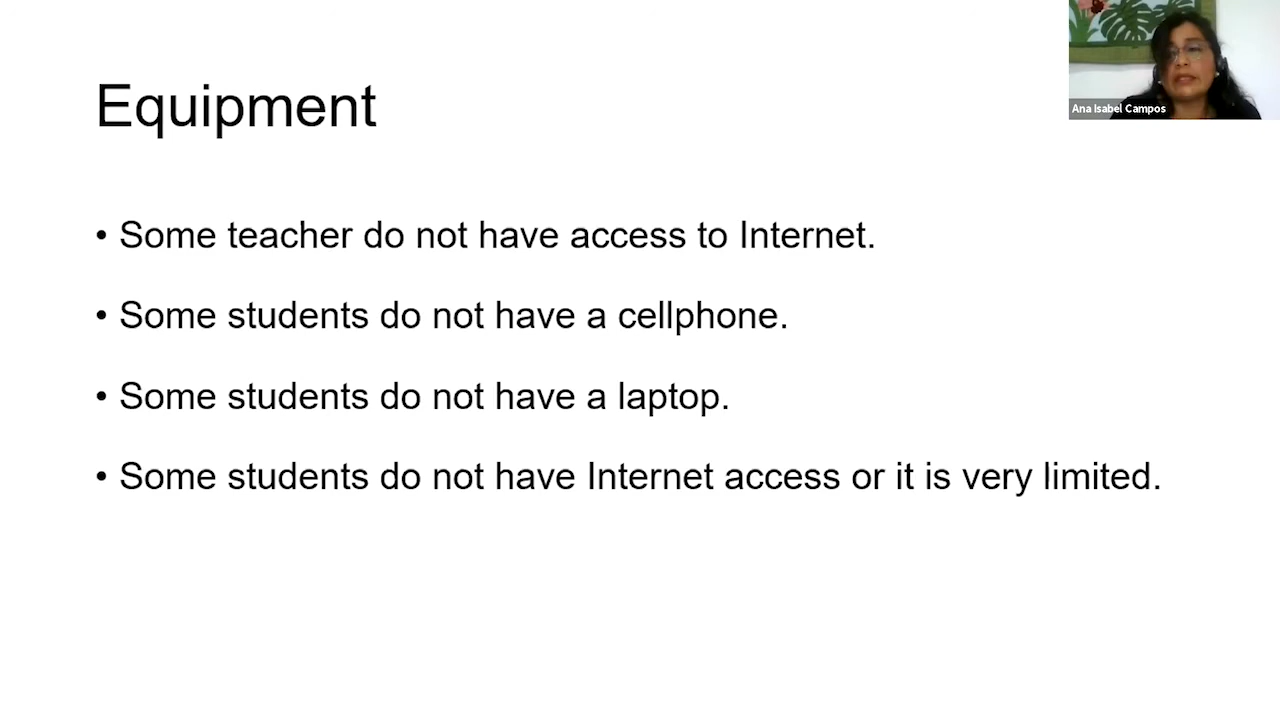 Equipment
Ana Isabel Campos
• Some teacher do not have access to Internet.
• Some students do not have a cellphone.
• Some students do not have a laptop.
• Some students do not have Internet access or it is very limited.